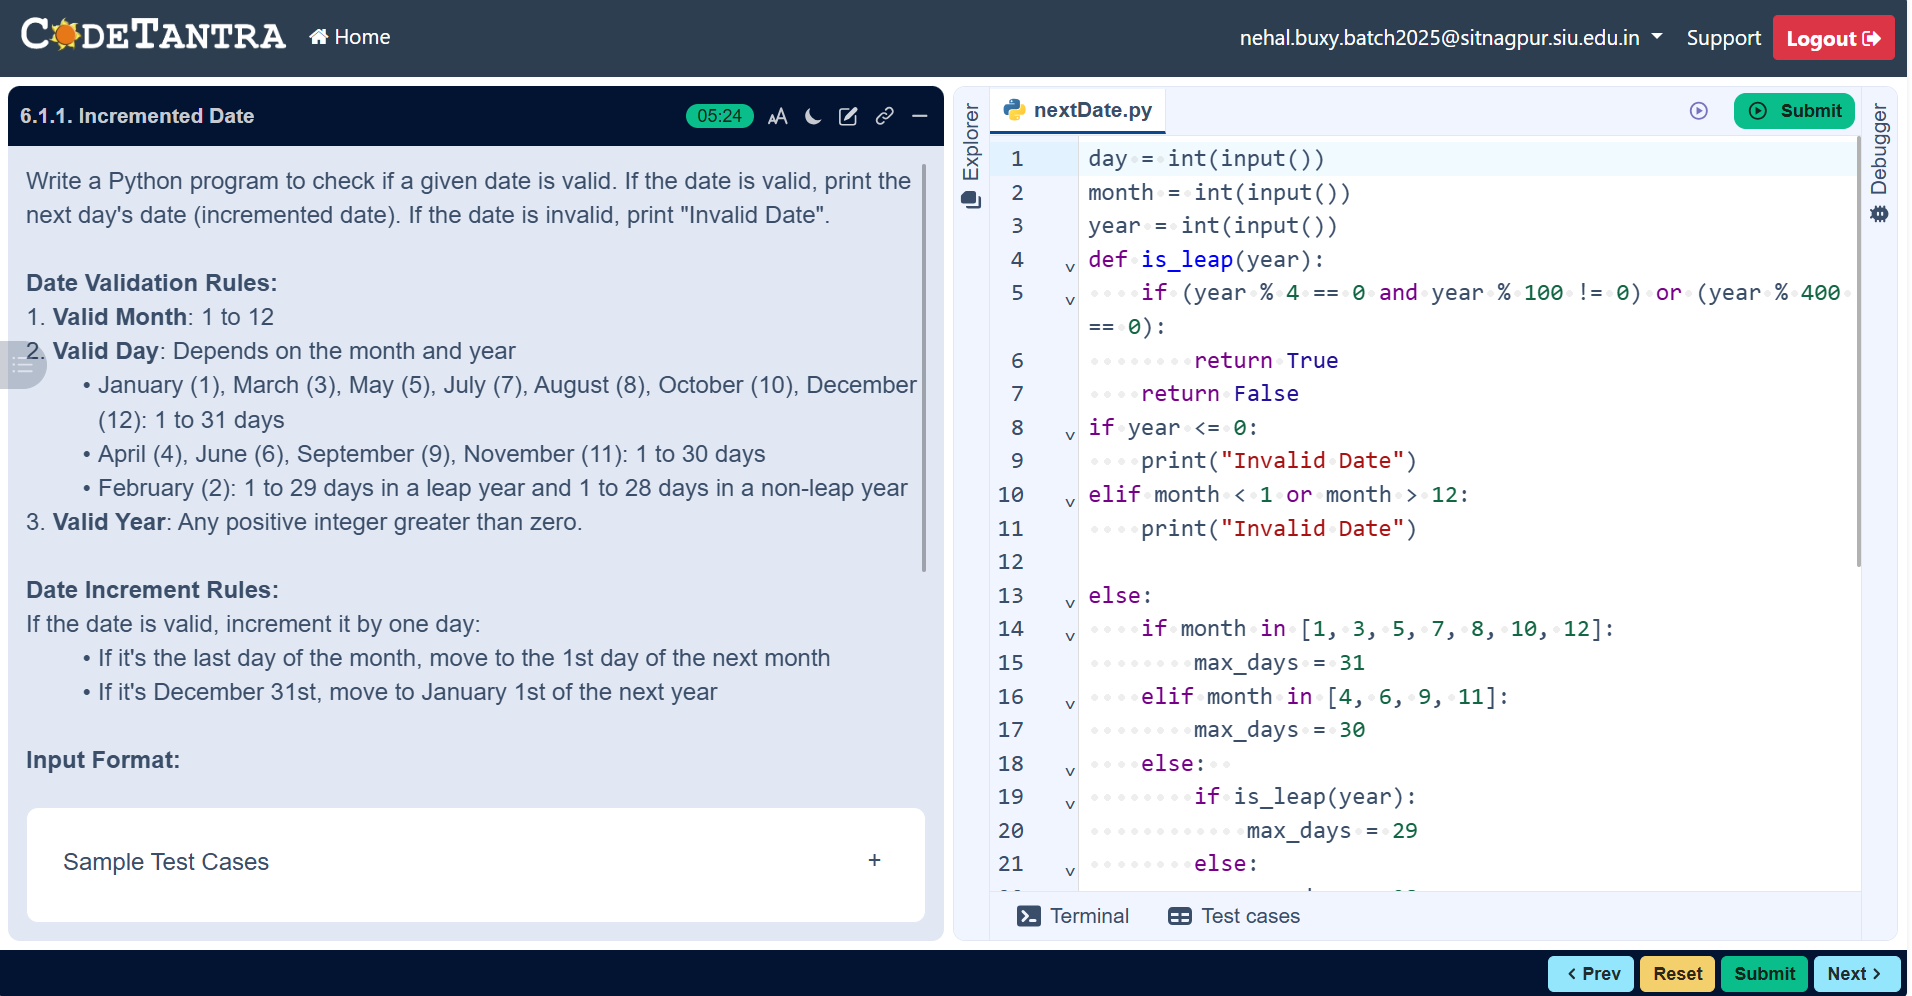 CODETANTRA
Home
nehal.buxy.batch2025@sitnagpur.siu.edu.in
Support
Logout
6.1.1. Incremented Date
05:24
AA
Write a Python program to check if a given date is valid. If the date is valid, print the
next day's date (incremented date). If the date is invalid, print "Invalid Date".
Date Validation Rules:
1. Valid Month: 1 to 12
2. Valid Day: Depends on the month and year
• January (1), March (3), May (5), July (7), August (8), October (10), December
(12): 1 to 31 days
• April (4), June (6), September (9), November (11): 1 to 30 days
• February (2): 1 to 29 days in a leap year and 1 to 28 days in a non-leap year
3. Valid Year: Any positive integer greater than zero.
Date Increment Rules:
If the date is valid, increment it by one day:
• If it's the last day of the month, move to the 1st day of the next month
• If it's December 31st, move to January 1st of the next year
Input Format:
Sample Test Cases
+
Explorer
nextDate.py
Submit
Debugger
1 day = int(input())
2 month = int(input())
3 year = int(input())
4 def is_leap(year):
5     if (year % 4 == 0 and year % 100 != 0) or (year % 400
== 0):
6         return True
7     return False
8 if year <= 0:
9     print("Invalid Date")
10 elif month < 1 or month > 12:
11     print("Invalid Date")
12
13 else:
14     if month in [1, 3, 5, 7, 8, 10, 12]:
15         max_days = 31
16     elif month in [4, 6, 9, 11]:
17         max_days = 30
18     else:
19         if is_leap(year):
20             max_days = 29
21         else:
Terminal
Test cases
‹ Prev
Reset
Submit
Next ›